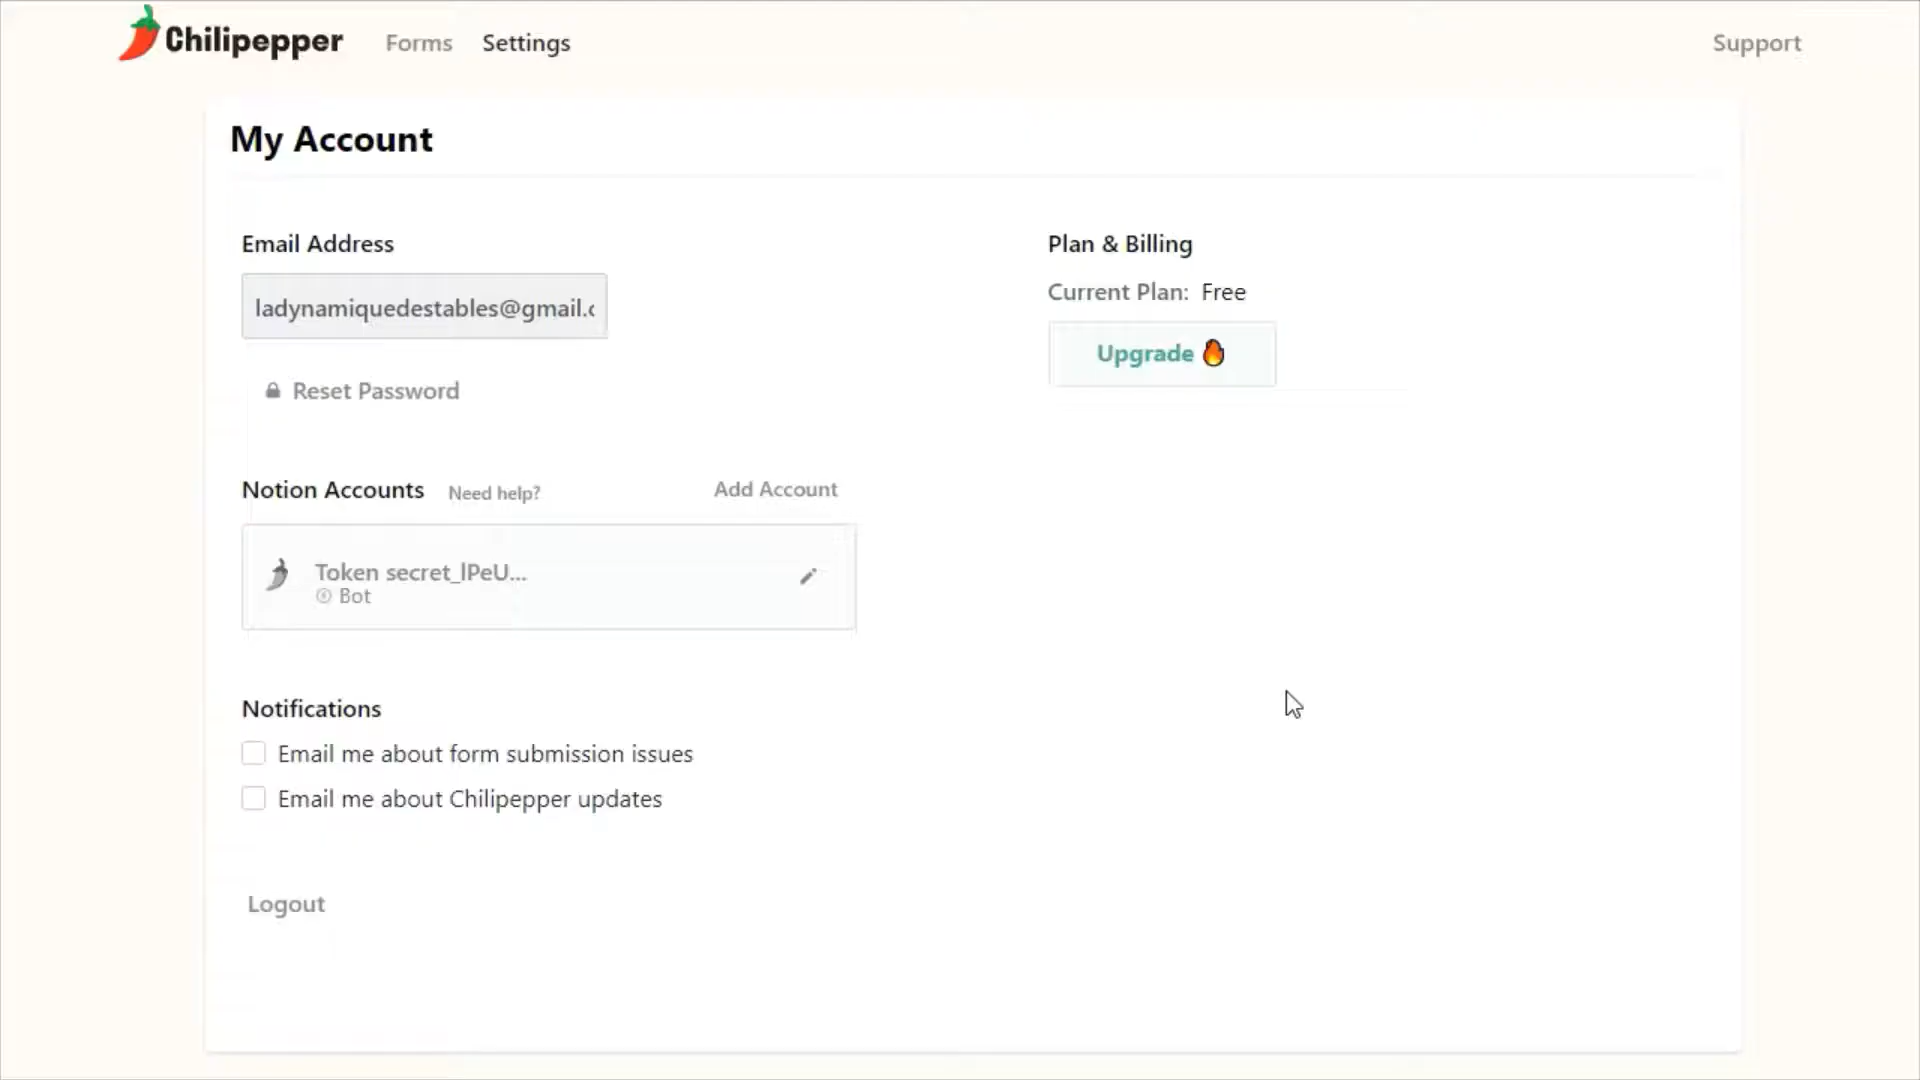 Chilipepper Forms Settings Support
My Account
Email Address
ladynamiquedestables@gmail.c
Reset Password
Plan & Billing
Current Plan: Free
Upgrade
Notion Accounts Need help? Add Account
Token secret_lPeU...
Bot
Notifications
Email me about form submission issues
Email me about Chilipepper updates
Logout